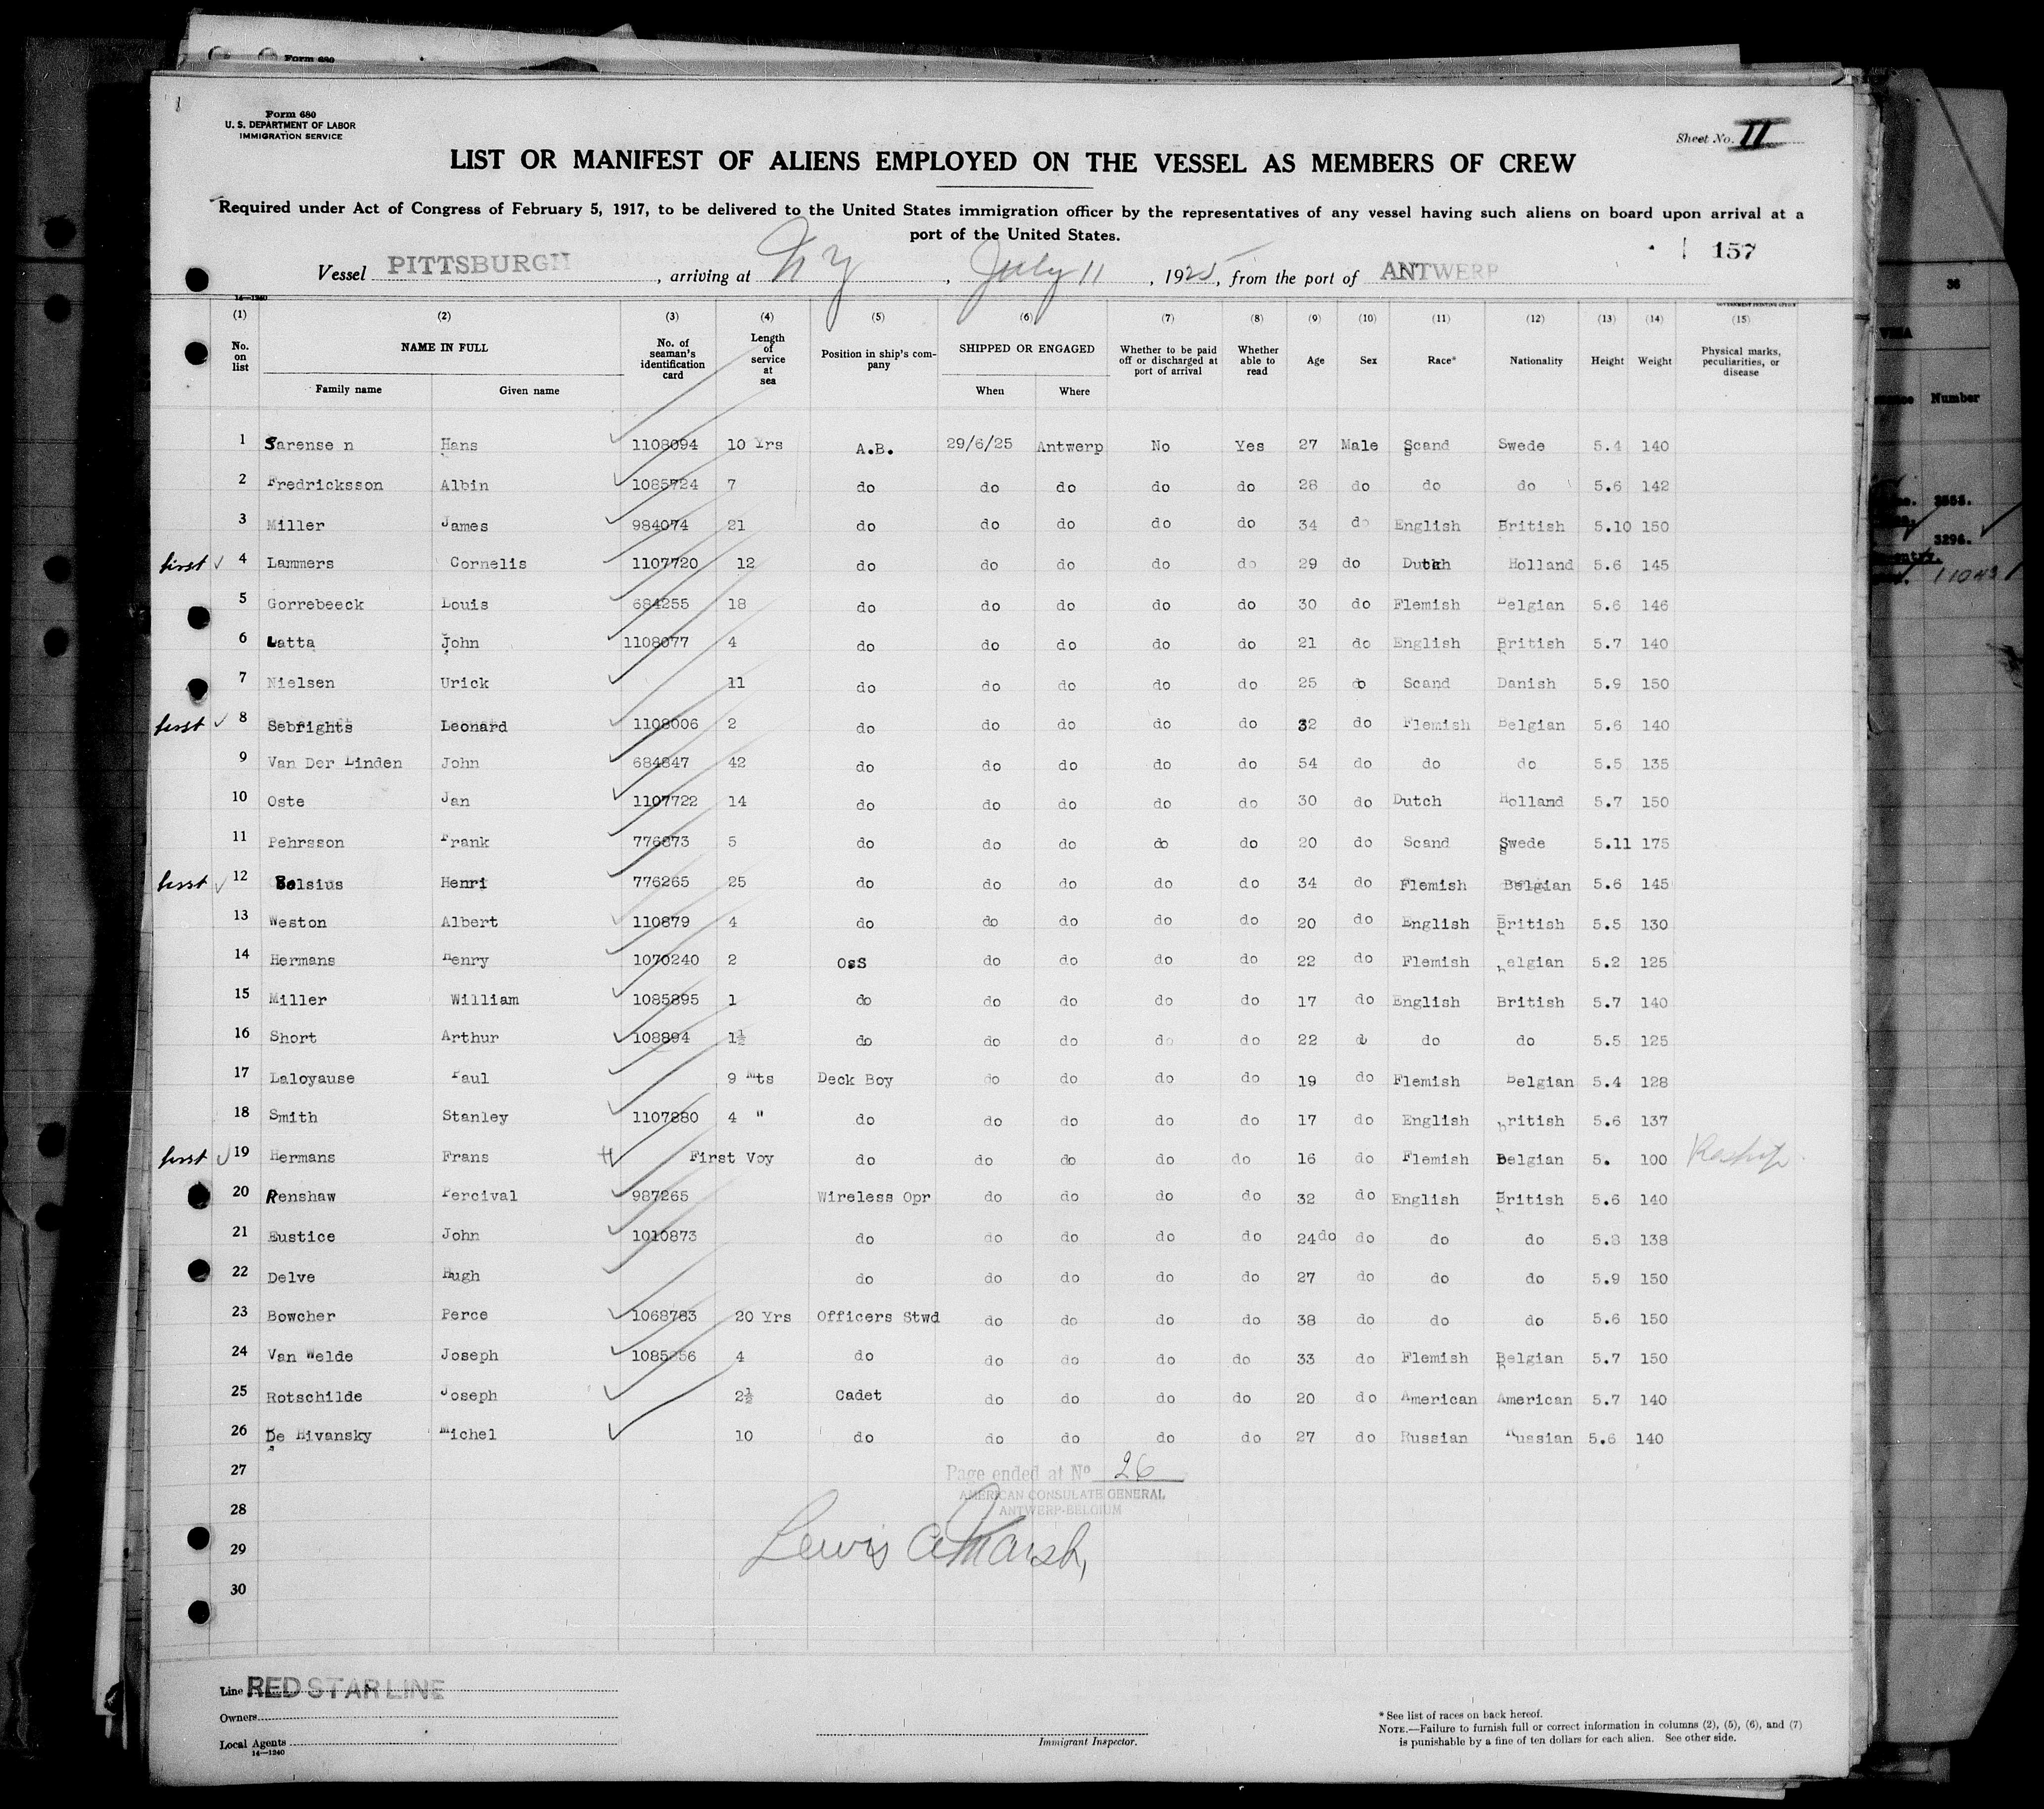 Form 680
U. S. DEPARTMENT OF LABOR
IMMIGRATION SERVICE
Sheet No. II
LIST OR MANIFEST OF ALIENS EMPLOYED ON THE VESSEL AS MEMBERS OF CREW
Required under Act of Congress of February 5, 1917, to be delivered to the United States immigration officer by the representatives of any vessel having such aliens on board upon arrival at a
port of the United States.
157
Vessel PITTSBURGH, arriving at N Y, July 11, 1925, from the port of ANTWERP
14—1240
(1) (2) (3) (4) (5) (6) (7) (8) (9) (10) (11) (12) (13) (14) (15)
No. on list NAME IN FULL Family name Given name No. of seaman's identification card Length of service at sea Position in ship's company SHIPPED OR ENGAGED When Where Whether to be paid off or discharged at port of arrival Whether able to read Age Sex Race* Nationality Height Weight Physical marks, peculiarities, or disease
1 Sarense n Hans 1108094 10 Yrs A.B. 29/6/25 Antwerp No Yes 27 Male Scand Swede 5.4 140
2 Fredricksson Albin 1085724 7 do do do do do 28 do do do 5.6 142
3 Miller James 984074 21 do do do do do 34 do English British 5.10 150
first 4 Lammers Cornelis 1107720 12 do do do do do 29 do Dutch Holland 5.6 145
5 Gorrebeeck Louis 684255 18 do do do do do 30 do Flemish Belgian 5.6 146
6 Latta John 1108077 4 do do do do do 21 do English British 5.7 140
7 Nielsen Urick 11 do do do do do 25 do Scand Danish 5.9 150
first 8 Sebrights Leonard 1108006 2 do do do do do 32 do Flemish Belgian 5.6 140
9 Van Der Linden John 684847 42 do do do do do 54 do do do 5.5 135
10 Oste Jan 1107722 14 do do do do do 30 do Dutch Holland 5.7 150
11 Pehrsson Frank 776873 5 do do do do do 20 do Scand Swede 5.11 175
first 12 Belsius Henri 776265 25 do do do do do 34 do Flemish Belgian 5.6 145
13 Weston Albert 110879 4 do do do do do 20 do English British 5.5 130
14 Hermans Henry 1070240 2 OsS do do do do 22 do Flemish Belgian 5.2 125
15 Miller William 1085895 1 do do do do do 17 do English British 5.7 140
16 Short Arthur 108894 1½ do do do do do 22 do do do 5.5 125
17 Laloyause Paul 9 Mts Deck Boy do do do do 19 do Flemish Belgian 5.4 128
18 Smith Stanley 1107880 4 " do do do do do 17 do English British 5.6 137
first 19 Hermans Frans First Voy do do do do do 16 do Flemish Belgian 5. 100
20 Renshaw Percival 987265 Wireless Opr do do do do 32 do English British 5.6 140
21 Eustice John 1010873 do do do do do 24 do do do do 5.8 138
22 Delve Hugh do do do do do 27 do do do 5.9 150
23 Bowcher Perce 1068783 20 Yrs Officers Stwd do do do do 38 do do do 5.6 150
24 Van Welde Joseph 4 do do do do do 33 do Flemish Belgian 5.7 150
25 Rotschilde Joseph 2½ Cadet do do do do 20 do American American 5.7 140
26 De Hivansky Michel 10 do do do do do 27 do Russian Russian 5.6 140
27
28
29
30
Page ended at No 26
AMERICAN CONSULATE GENERAL
ANTWERP-BELGIUM
Lewis A Marsh,
Line RED STAR LINE
Owners
Local Agents
14—1240
Immigrant Inspector.
* See list of races on back hereof.
NOTE.—Failure to furnish full or correct information in columns (2), (5), (6), and (7)
is punishable by a fine of ten dollars for each alien. See other side.
Form 680
36
Number
3296.
11043